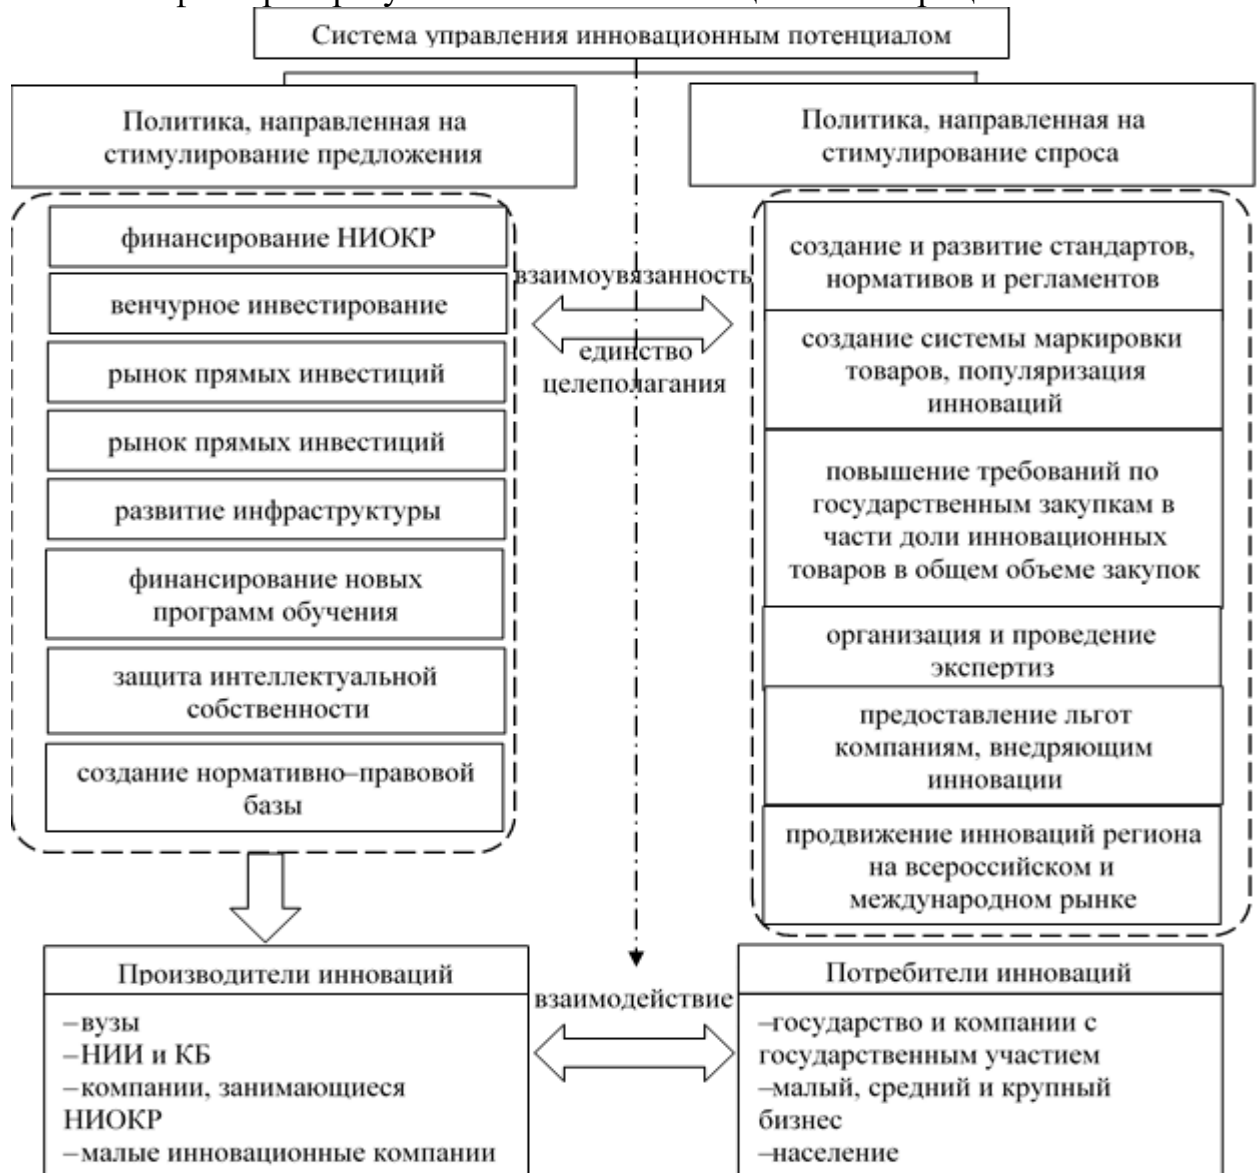 Система управления инновационным потенциалом
Политика, направленная на
стимулирование предложения
финансирование НИОКР
венчурное инвестирование
рынок прямых инвестиций
рынок прямых инвестиций
развитие инфраструктуры
финансирование новых
программ обучения
защита интеллектуальной
собственности
создание нормативно–правовой
базы
взаимоувязанность
единство
целеполагания
Политика, направленная на
стимулирование спроса
создание и развитие стандартов,
нормативов и регламентов
создание системы маркировки
товаров, популяризация
инноваций
повышение требований по
государственным закупкам в
части доли инновационных
товаров в общем объеме закупок
организация и проведение
экспертиз
предоставление льгот
компаниям, внедряющим
инновации
продвижение инноваций региона
на всероссийском и
международном рынке
Производители инноваций
–вузы
–НИИ и КБ
–компании, занимающиеся
НИОКР
–малые инновационные компании
взаимодействие
Потребители инноваций
–государство и компании с
государственным участием
–малый, средний и крупный
бизнес
–население